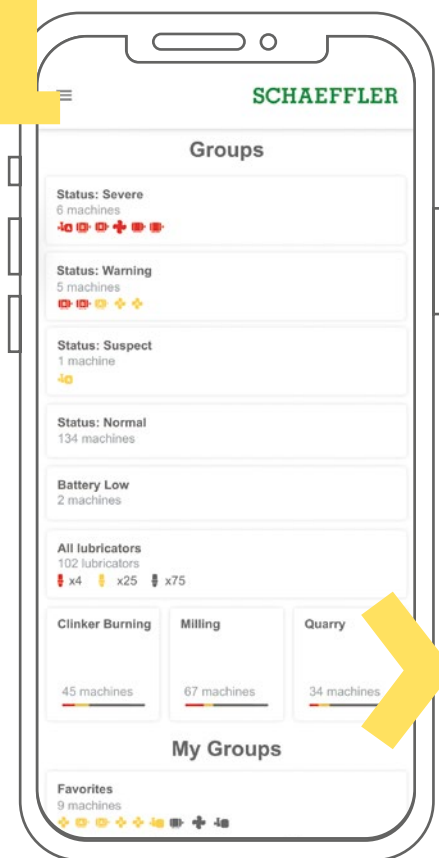 SCHAEFFLER
Groups
Status: Severe
6 machines
Status: Warning
5 machines
Status: Suspect
1 machine
Status: Normal
134 machines
Battery Low
2 machines
All lubricators
102 lubricators
x4 x25 x75
Clinker Burning
45 machines
Milling
67 machines
Quarry
34 machines
My Groups
Favorites
9 machines